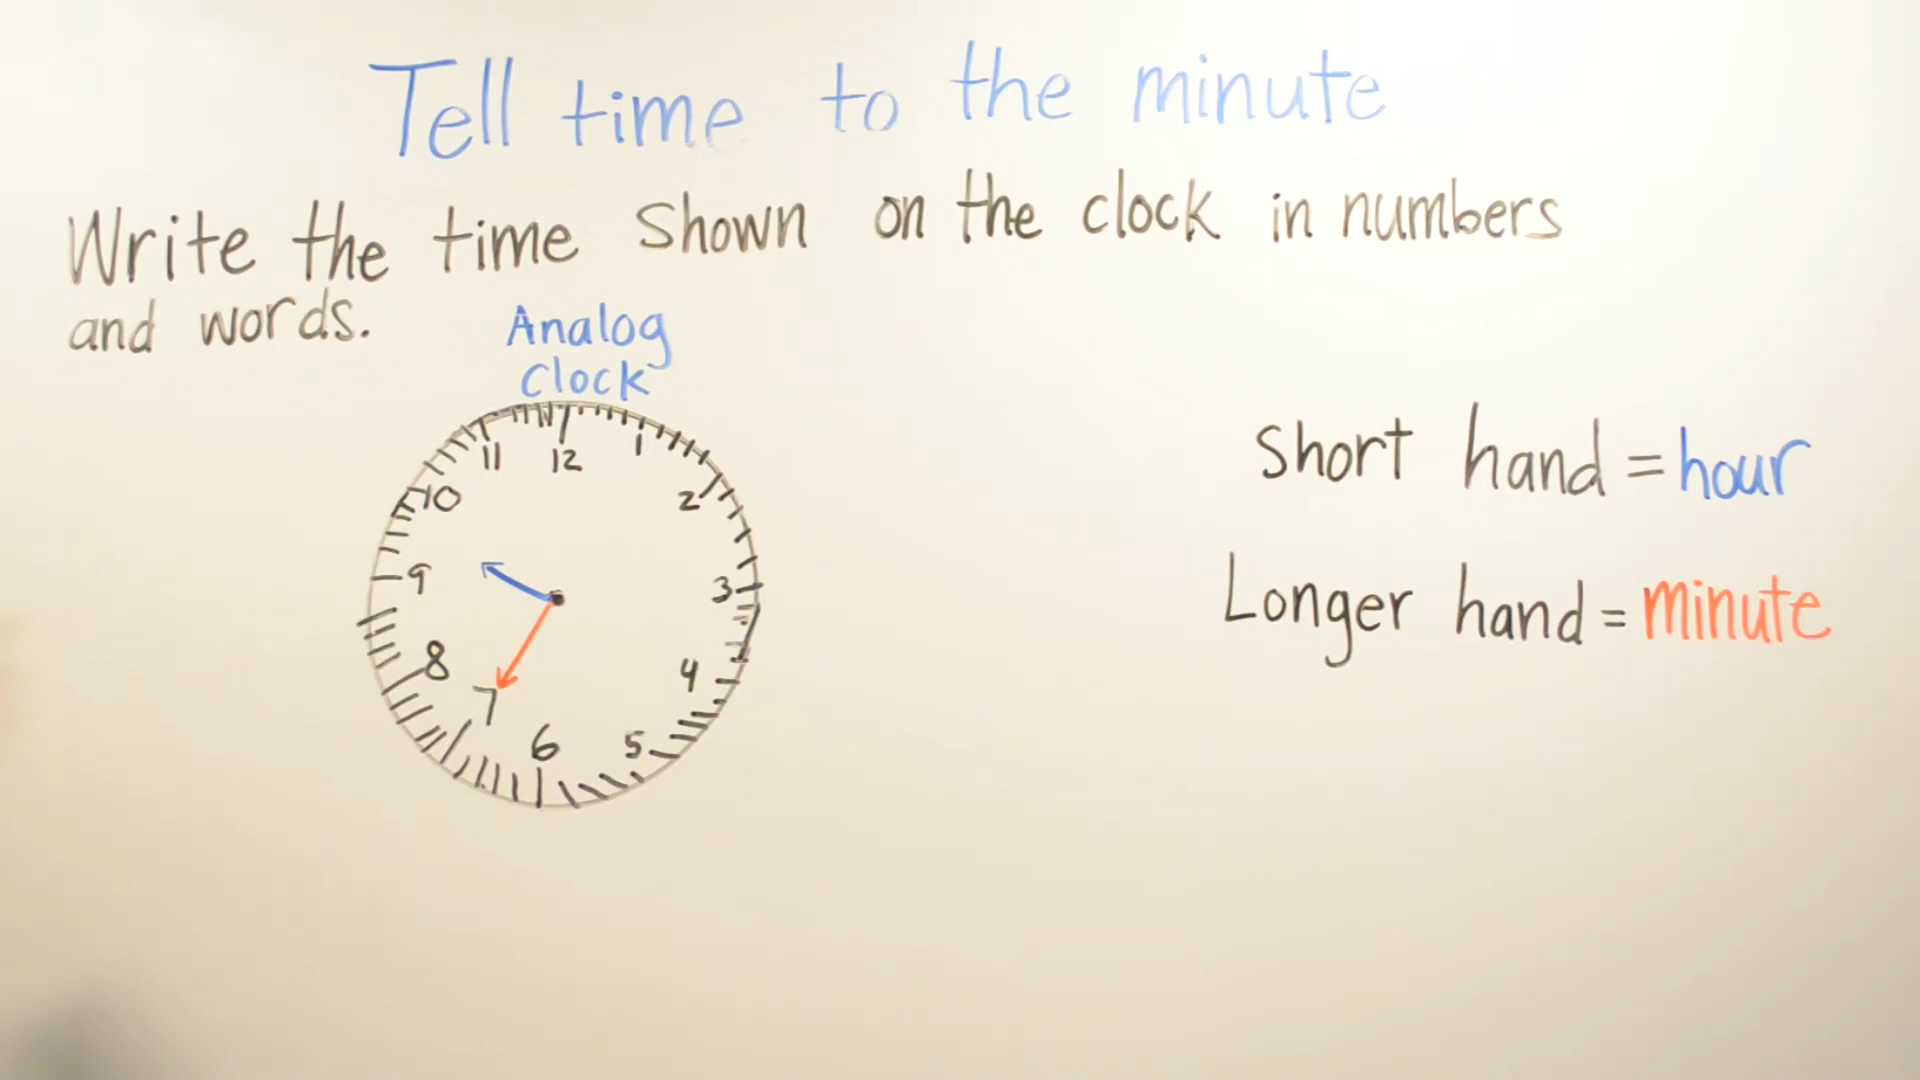 Tell time to the minute
Write the time shown on the clock in numbers
and words.
Analog
Clock
11 12 1
10 2
9 3
8 4
7 6 5
Short hand = hour
Longer hand = minute